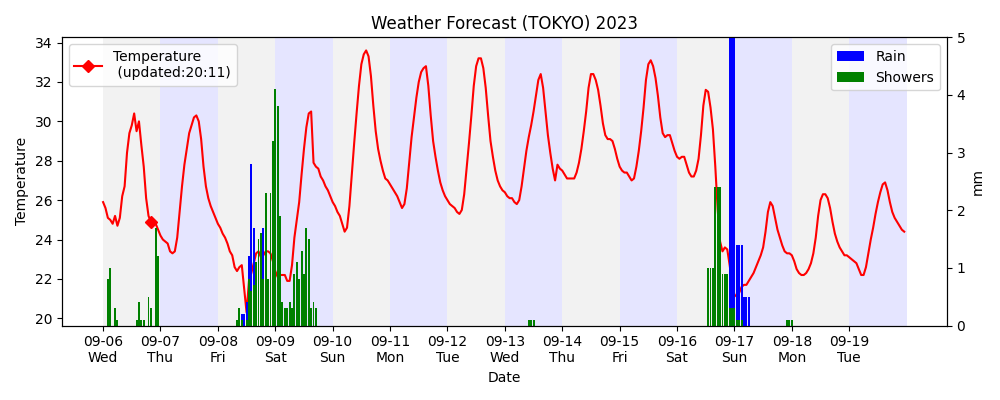 Weather Forecast (TOKYO) 2023
Temperature
(updated:20:11)
Rain
Showers
34
32
30
28
26
24
22
20
Temperature
5
4
3
2
1
0
mm
09-06 09-07 09-08 09-09 09-10 09-11 09-12 09-13 09-14 09-15 09-16 09-17 09-18 09-19
Wed Thu Fri Sat Sun Mon Tue Wed Thu Fri Sat Sun Mon Tue
Date